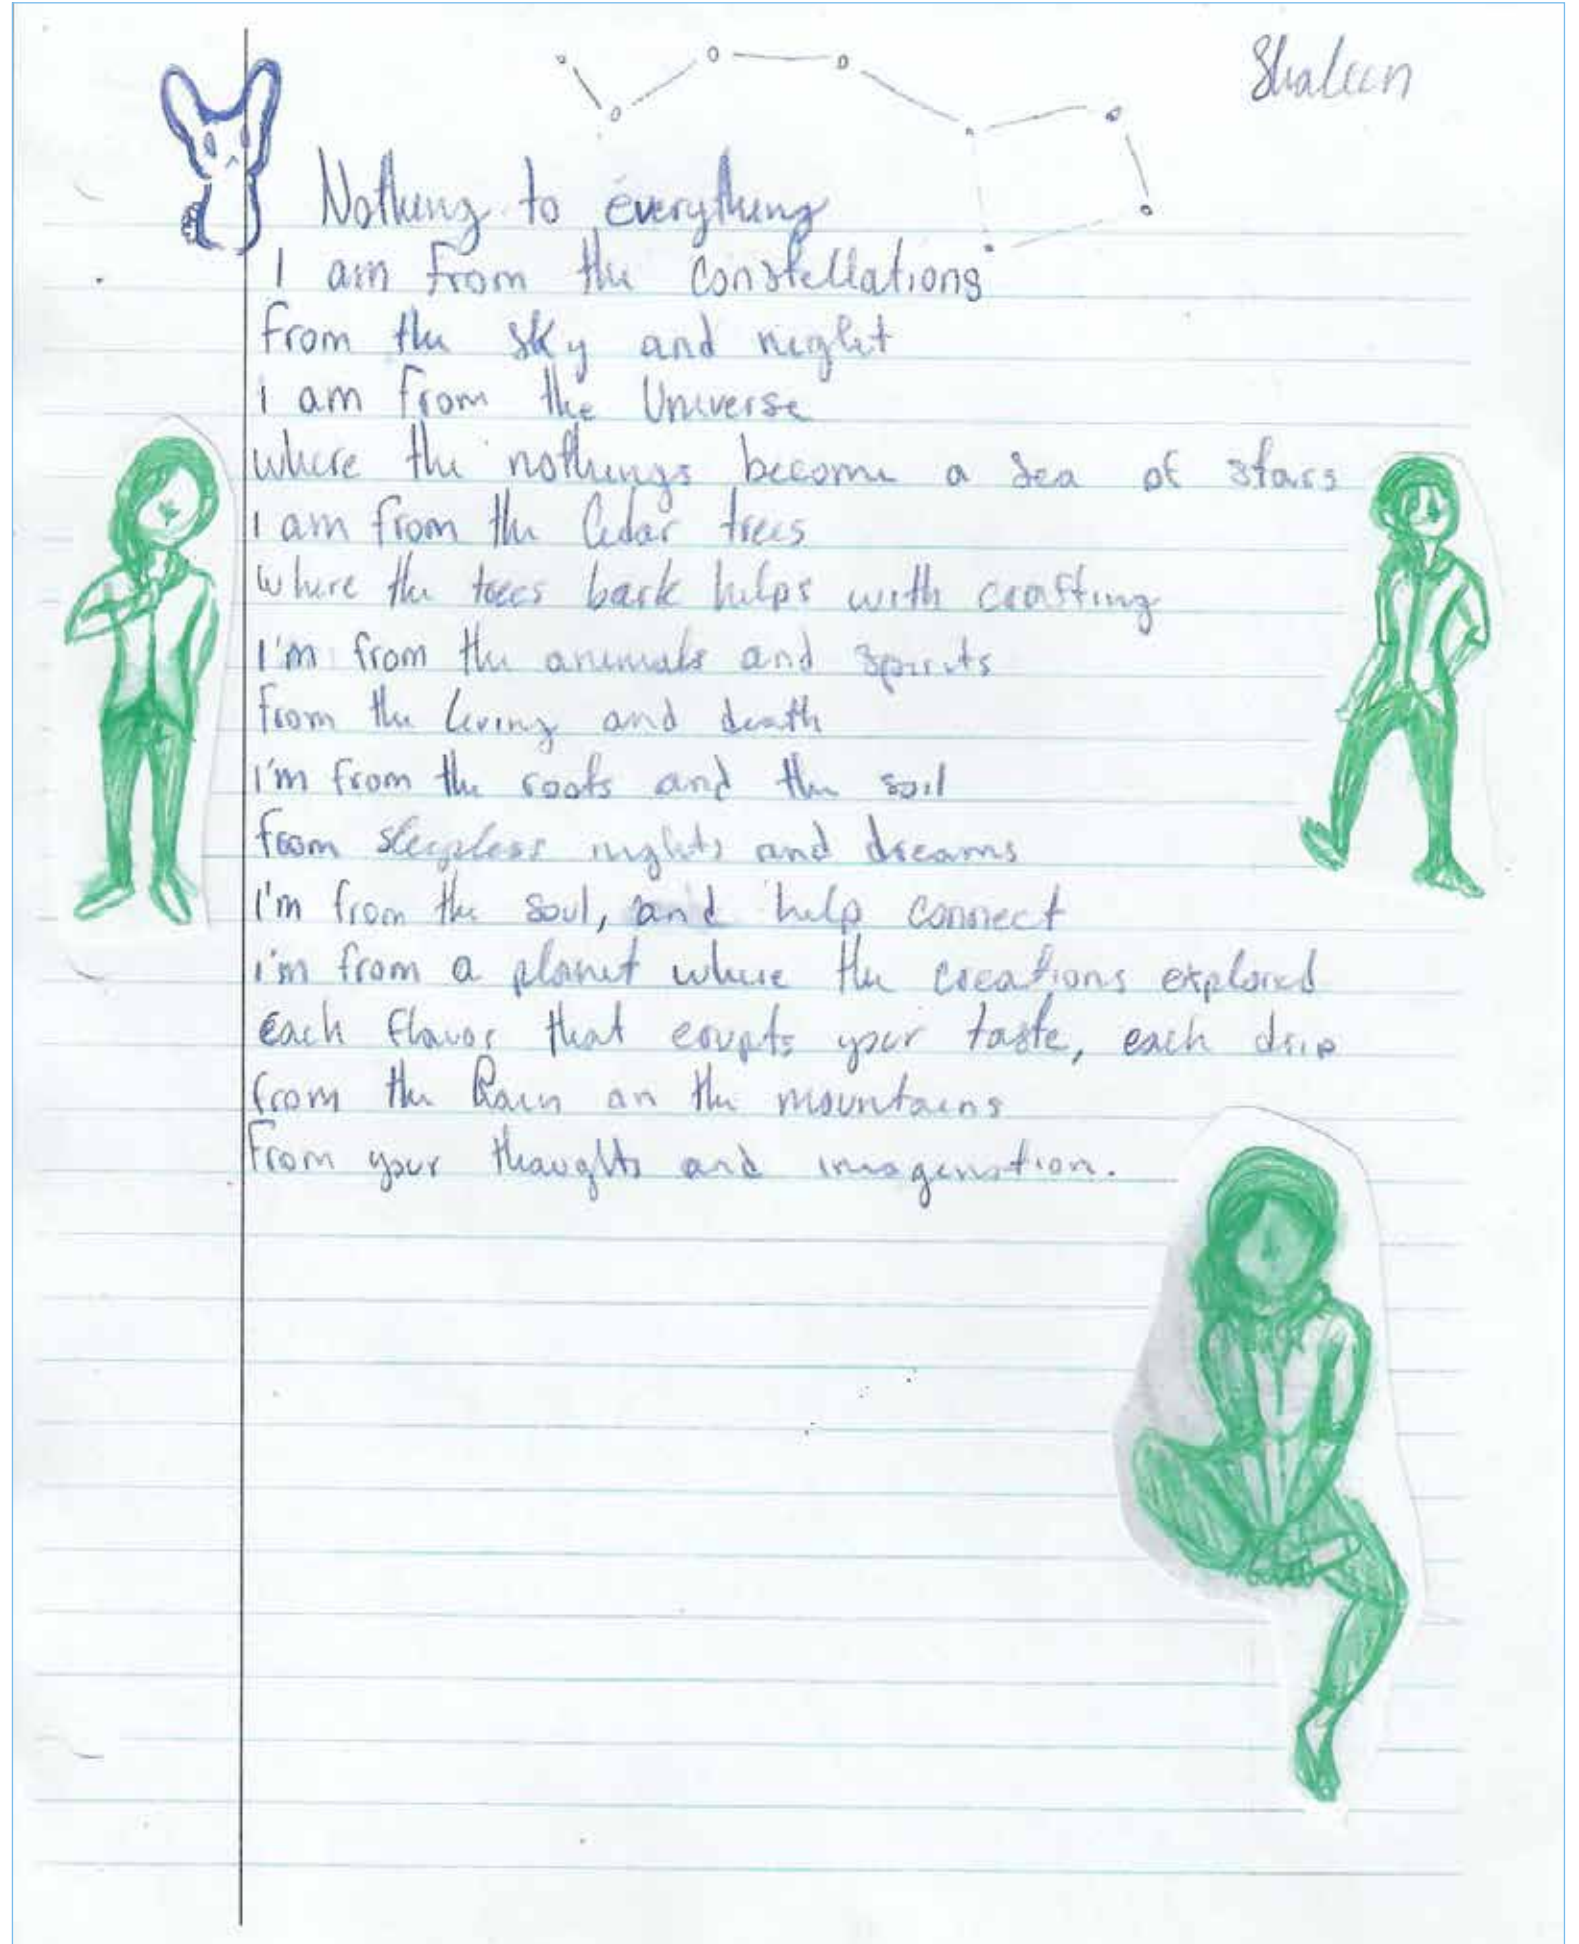 Shaleen
Nothing to everything
I am from the constellations
from the sky and night
I am from the Universe
where the nothings become a sea of stars
I am from the Cedar trees
where the trees bark helps with crafting
I'm from the animals and spirits
from the living and death
I'm from the roots and the soil
from sleepless nights and dreams
I'm from the soul, and help connect
i'm from a planet where the creations explored
each flavor that erupts your taste, each drip
from the Rain on the mountains
From your thoughts and imagination.